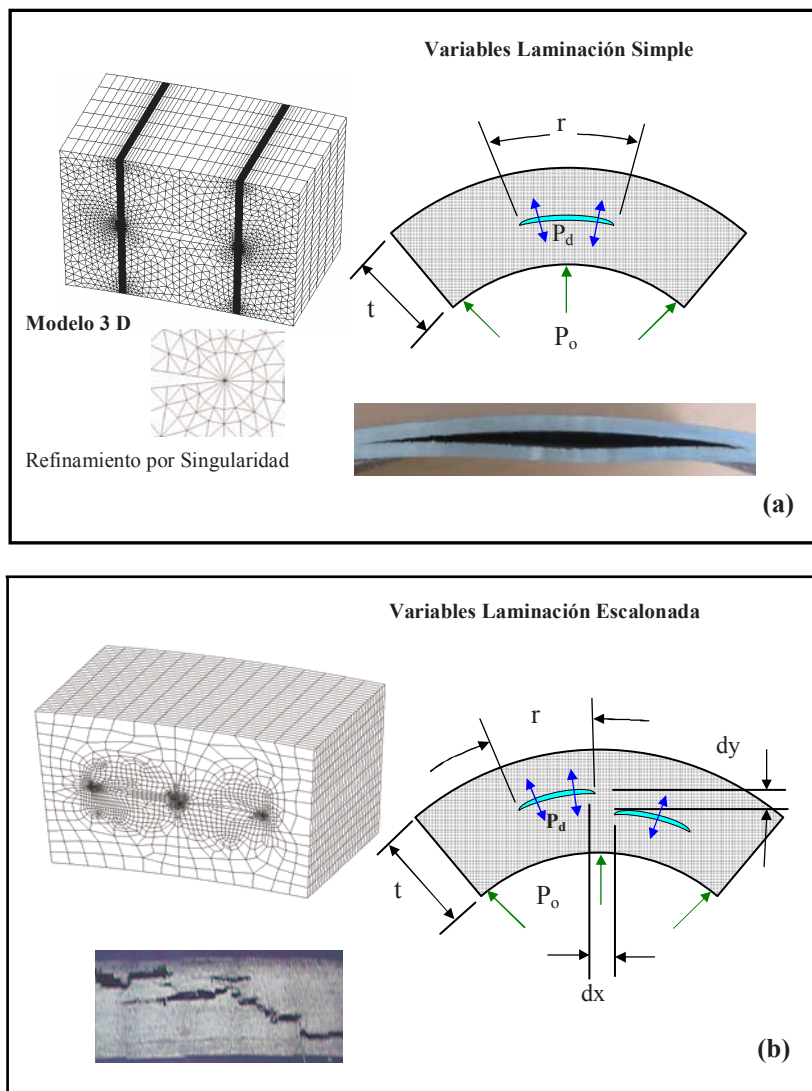 Variables Laminación Simple
r
P_d
t
P_o
Modelo 3 D
Refinamiento por Singularidad
(a)
Variables Laminación Escalonada
r
dy
P_d
t
P_o
dx
(b)